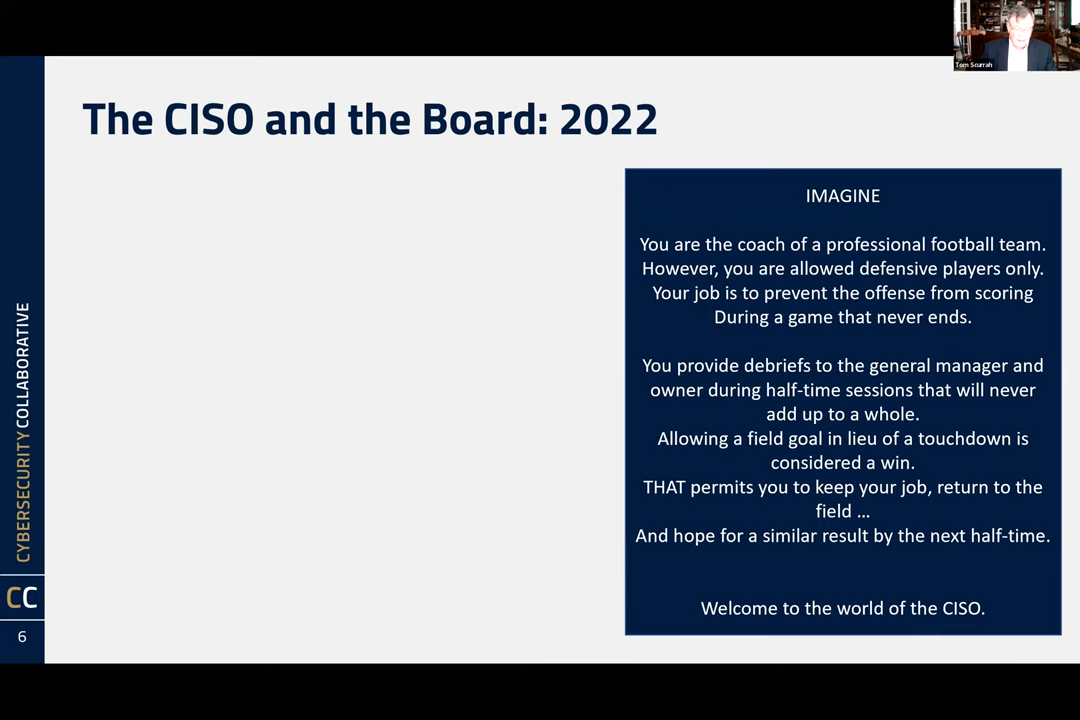 Tom Scurrah
The CISO and the Board: 2022
IMAGINE
You are the coach of a professional football team.
However, you are allowed defensive players only.
Your job is to prevent the offense from scoring
During a game that never ends.
You provide debriefs to the general manager and
owner during half-time sessions that will never
add up to a whole.
Allowing a field goal in lieu of a touchdown is
considered a win.
THAT permits you to keep your job, return to the
field …
And hope for a similar result by the next half-time.
Welcome to the world of the CISO.
CYBERSECURITY COLLABORATIVE
CC
6